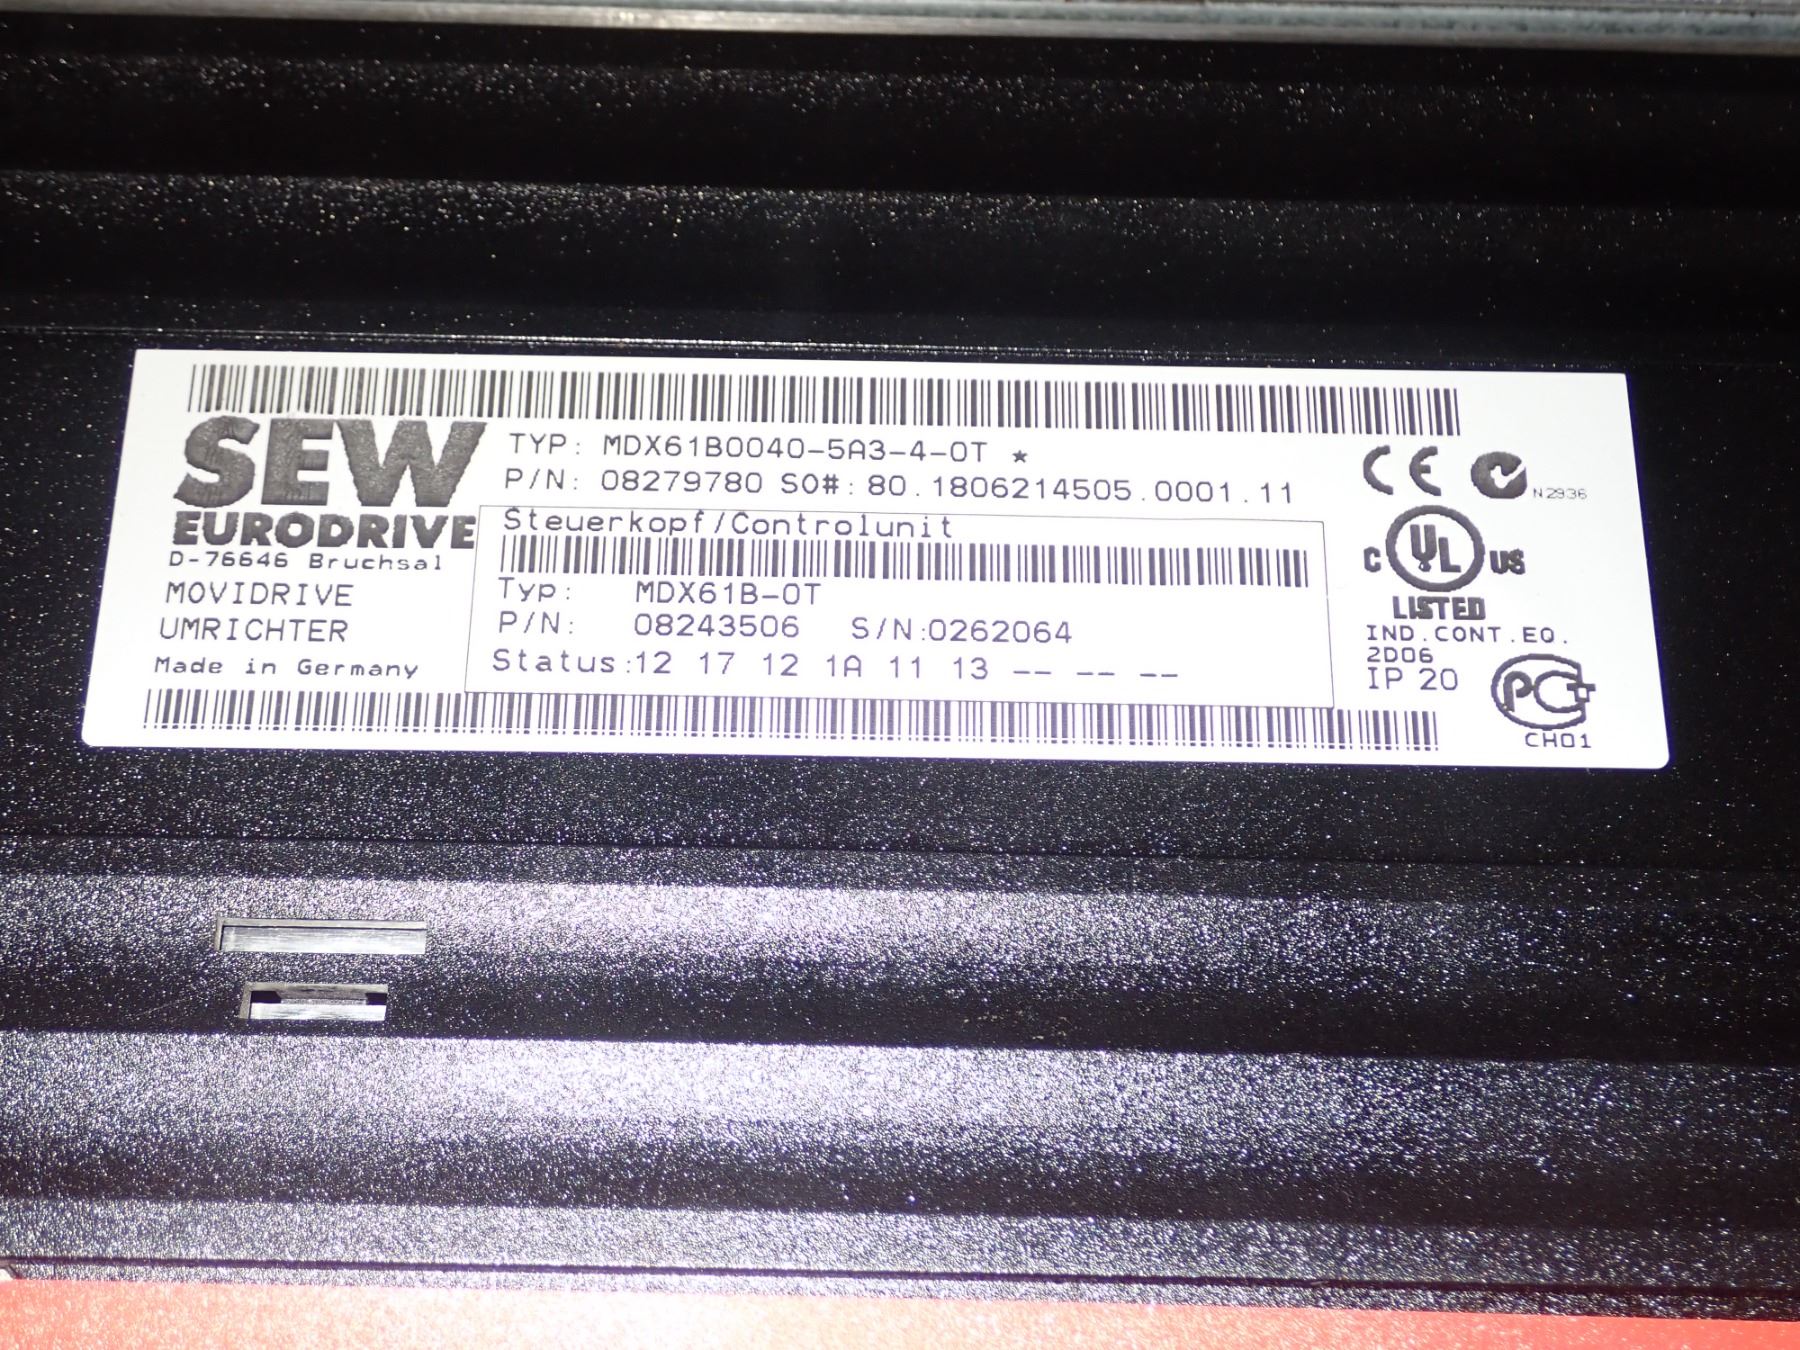 SEW
EURODRIVE
D-76646 Bruchsal
MOVIDRIVE
UMRICHTER
Made in Germany
TYP: MDX61B0040-5A3-4-0T *
P/N: 08279780 SO#: 80.1806214505.0001.11
Steuerkopf/Controlunit
Typ: MDX61B-0T
P/N: 08243506 S/N:0262064
Status:12 17 12 1A 11 13 -- -- --
CE N2936
C UL US
LISTED
IND.CONT.EQ.
2D06
IP 20
PCT
CH01